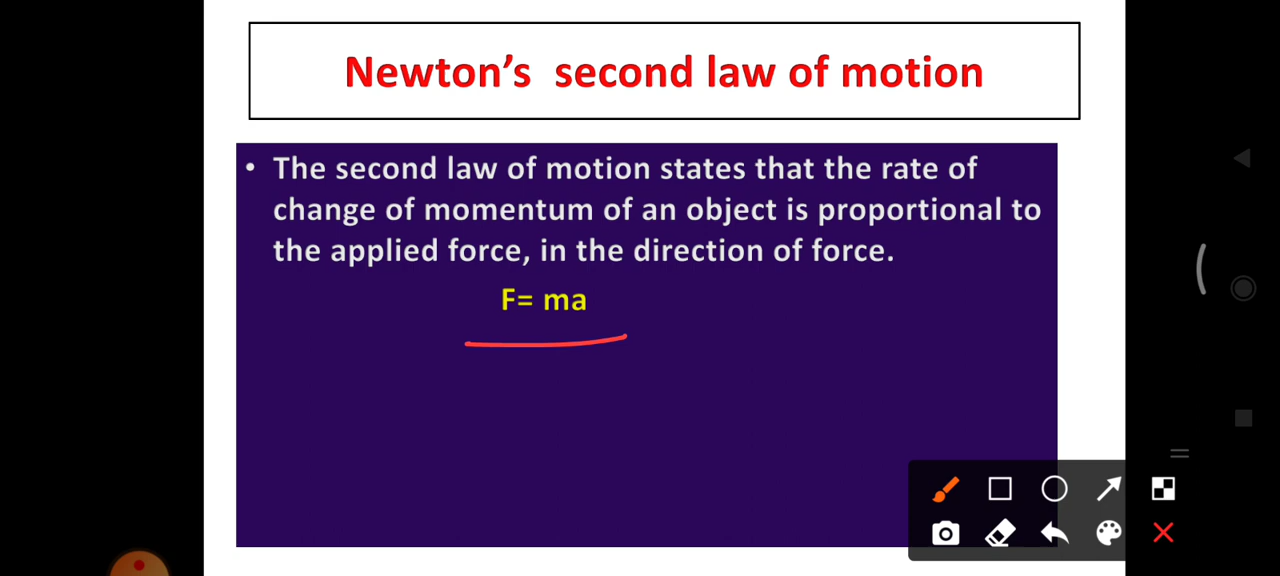 Newton’s second law of motion
• The second law of motion states that the rate of
change of momentum of an object is proportional to
the applied force, in the direction of force.
F= ma